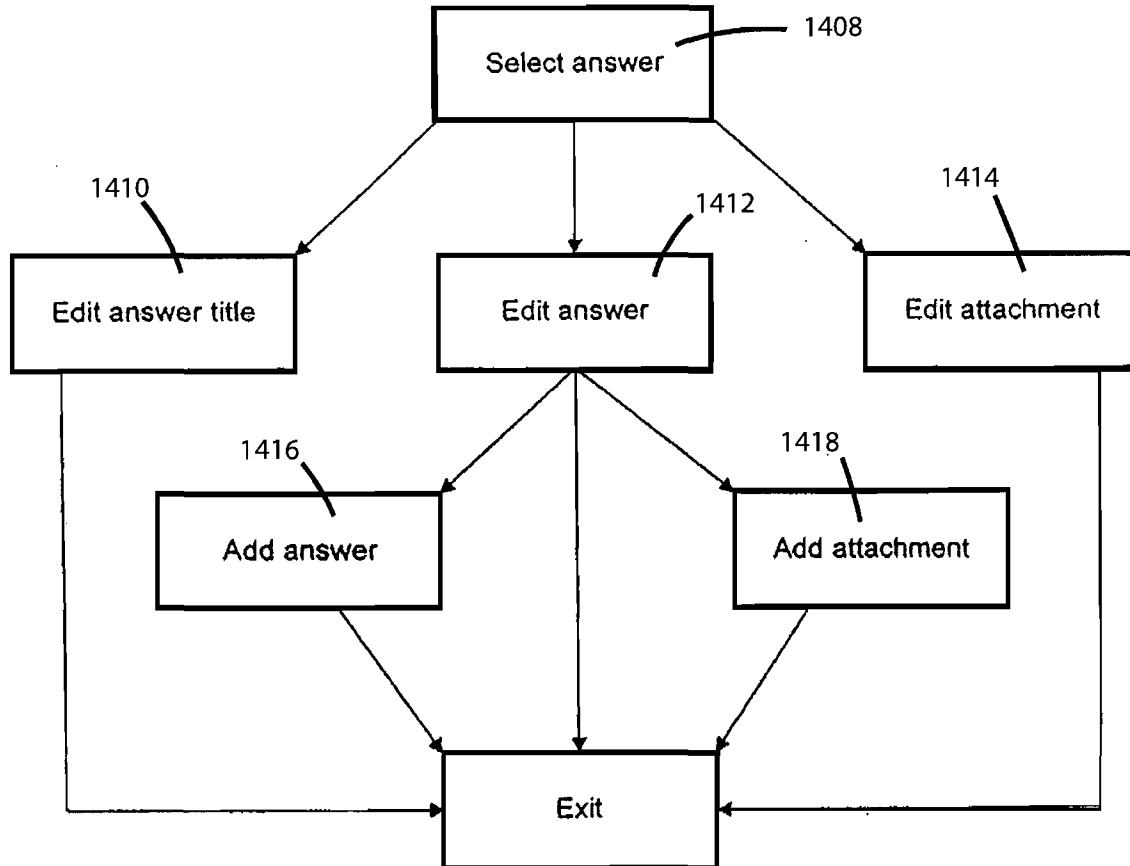 1408
Select answer
1410
1412
1414
Edit answer title
Edit answer
Edit attachment
1416
1418
Add answer
Add attachment
Exit